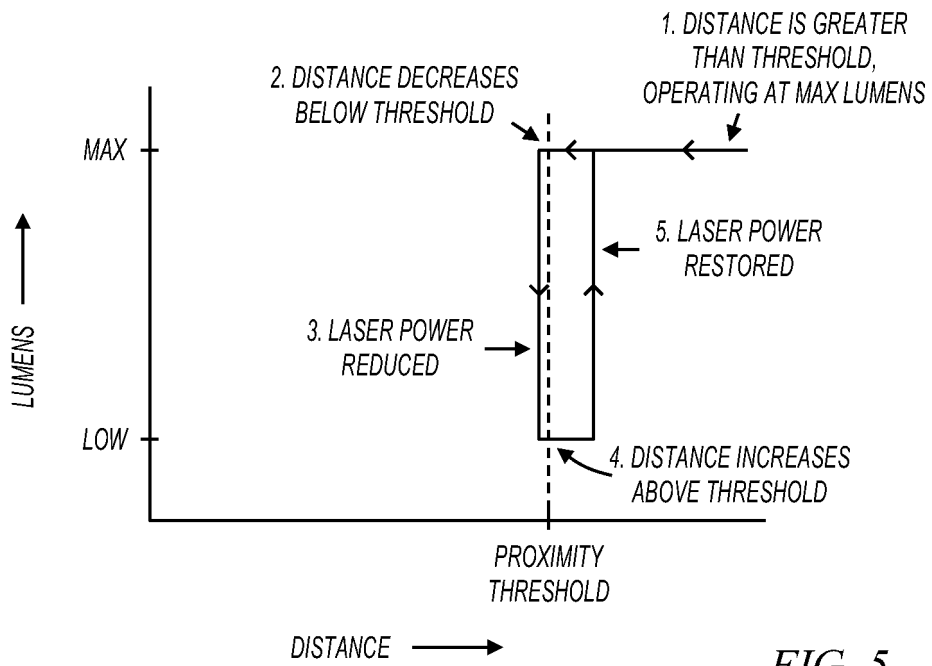 1. DISTANCE IS GREATER
THAN THRESHOLD,
OPERATING AT MAX LUMENS
2. DISTANCE DECREASES
BELOW THRESHOLD
MAX
5. LASER POWER
RESTORED
3. LASER POWER
REDUCED
LUMENS
LOW
4. DISTANCE INCREASES
ABOVE THRESHOLD
PROXIMITY
THRESHOLD
DISTANCE
FIG. 5